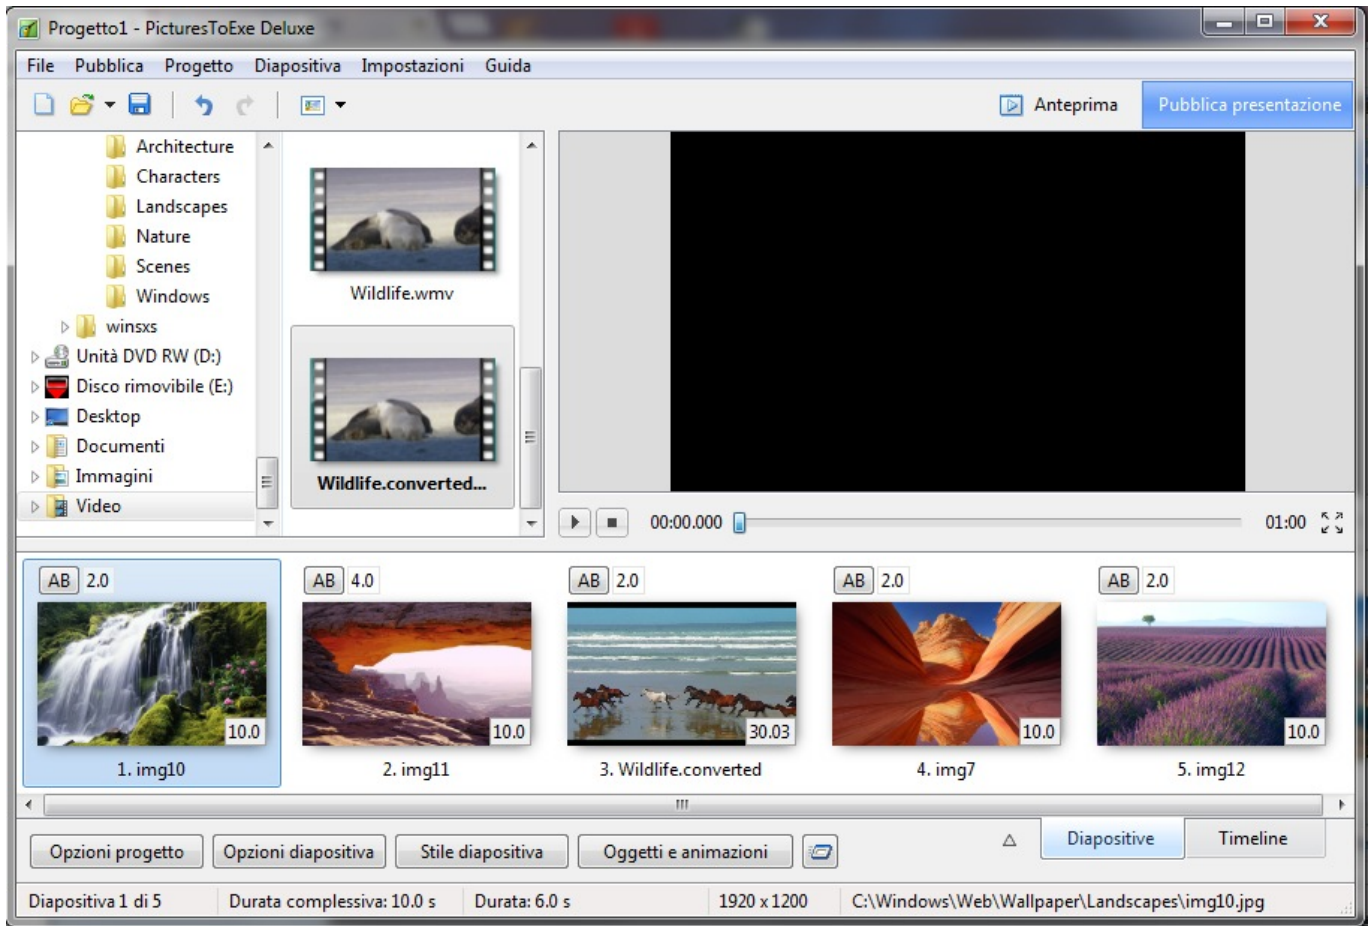 Progetto1 - PicturesToExe Deluxe
File Pubblica Progetto Diapositiva Impostazioni Guida
Anteprima Pubblica presentazione
Architecture
Characters
Landscapes
Nature
Scenes
Windows
winsxs
Unità DVD RW (D:)
Disco rimovibile (E:)
Desktop
Documenti
Immagini
Video
Wildlife.wmv
Wildlife.converted...
00:00.000 01:00
AB 2.0 AB 4.0 AB 2.0 AB 2.0 AB 2.0
10.0 10.0 30.03 10.0 10.0
1. img10 2. img11 3. Wildlife.converted 4. img7 5. img12
Opzioni progetto Opzioni diapositiva Stile diapositiva Oggetti e animazioni Diapositive Timeline
Diapositiva 1 di 5 Durata complessiva: 10.0 s Durata: 6.0 s 1920 x 1200 C:\Windows\Web\Wallpaper\Landscapes\img10.jpg